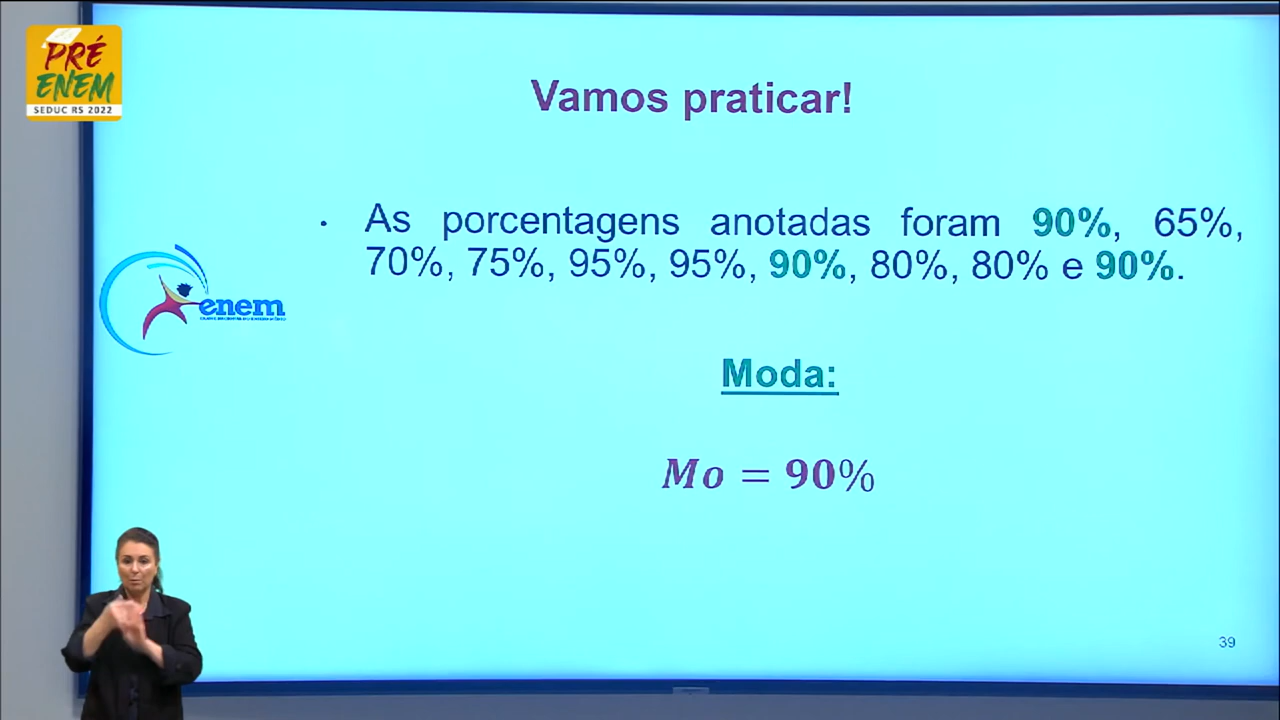 PRÉ
ENEM
SEDUC RS 2022
Vamos praticar!
• As porcentagens anotadas foram 90%, 65%,
70%, 75%, 95%, 95%, 90%, 80%, 80% e 90%.
enem
Moda:
Mo = 90%
39